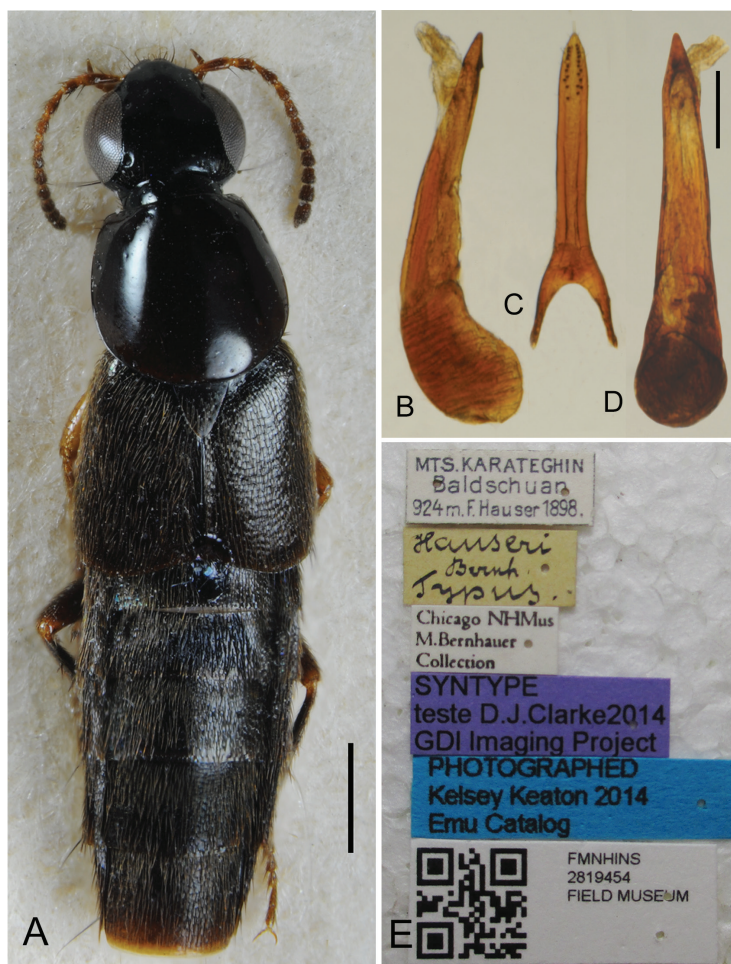 A
B
C
D
MTS. KARATEGHIN
Baldschuan
924 m. F. Hauser 1898.
Hauseri
Bernh.
Typus.
Chicago NHMus
M.Bernhauer
Collection
SYNTYPE
teste D.J.Clarke2014
GDI Imaging Project
PHOTOGRAPHED
Kelsey Keaton 2014
Emu Catalog
FMNHINS
2819454
FIELD MUSEUM
E